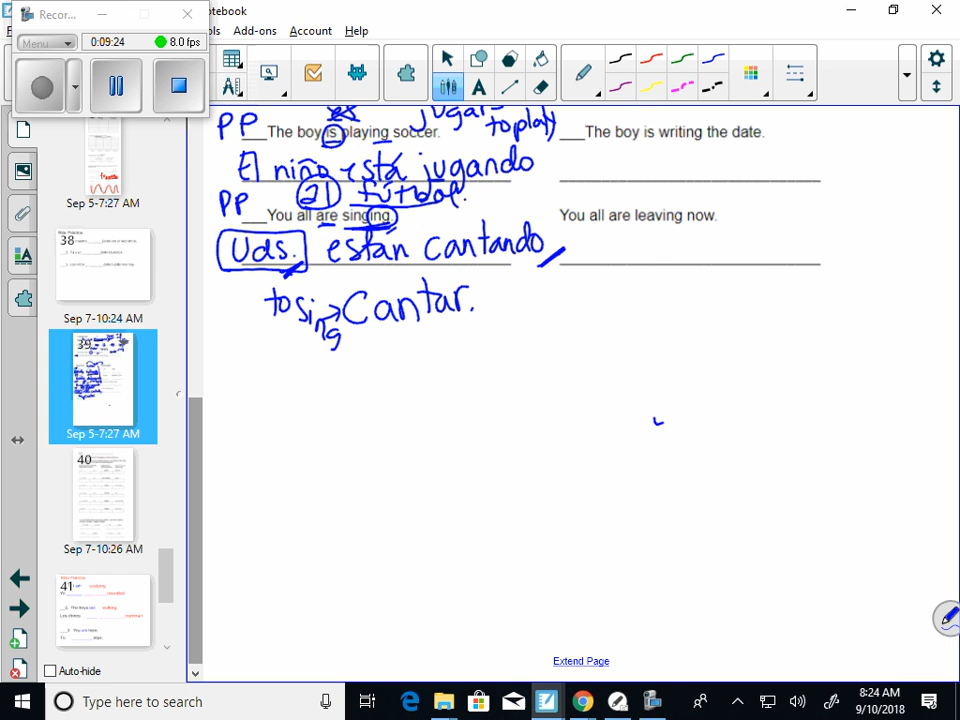 Recor...
Notebook
Menu
0:09:24
8.0 fps
ols Add-ons Account Help
PP es jugar to play
___The boy is playing soccer.
___The boy is writing the date.
El niño está jugando
al fútbol.
PP
___You all are singing.
You all are leaving now.
Uds. están cantando
to sing → Cantar.
Sep 5-7:27 AM
38
Sep 7-10:24 AM
39
Sep 5-7:27 AM
40
Sep 7-10:26 AM
41
Extend Page
Auto-hide
Type here to search
8:24 AM
9/10/2018